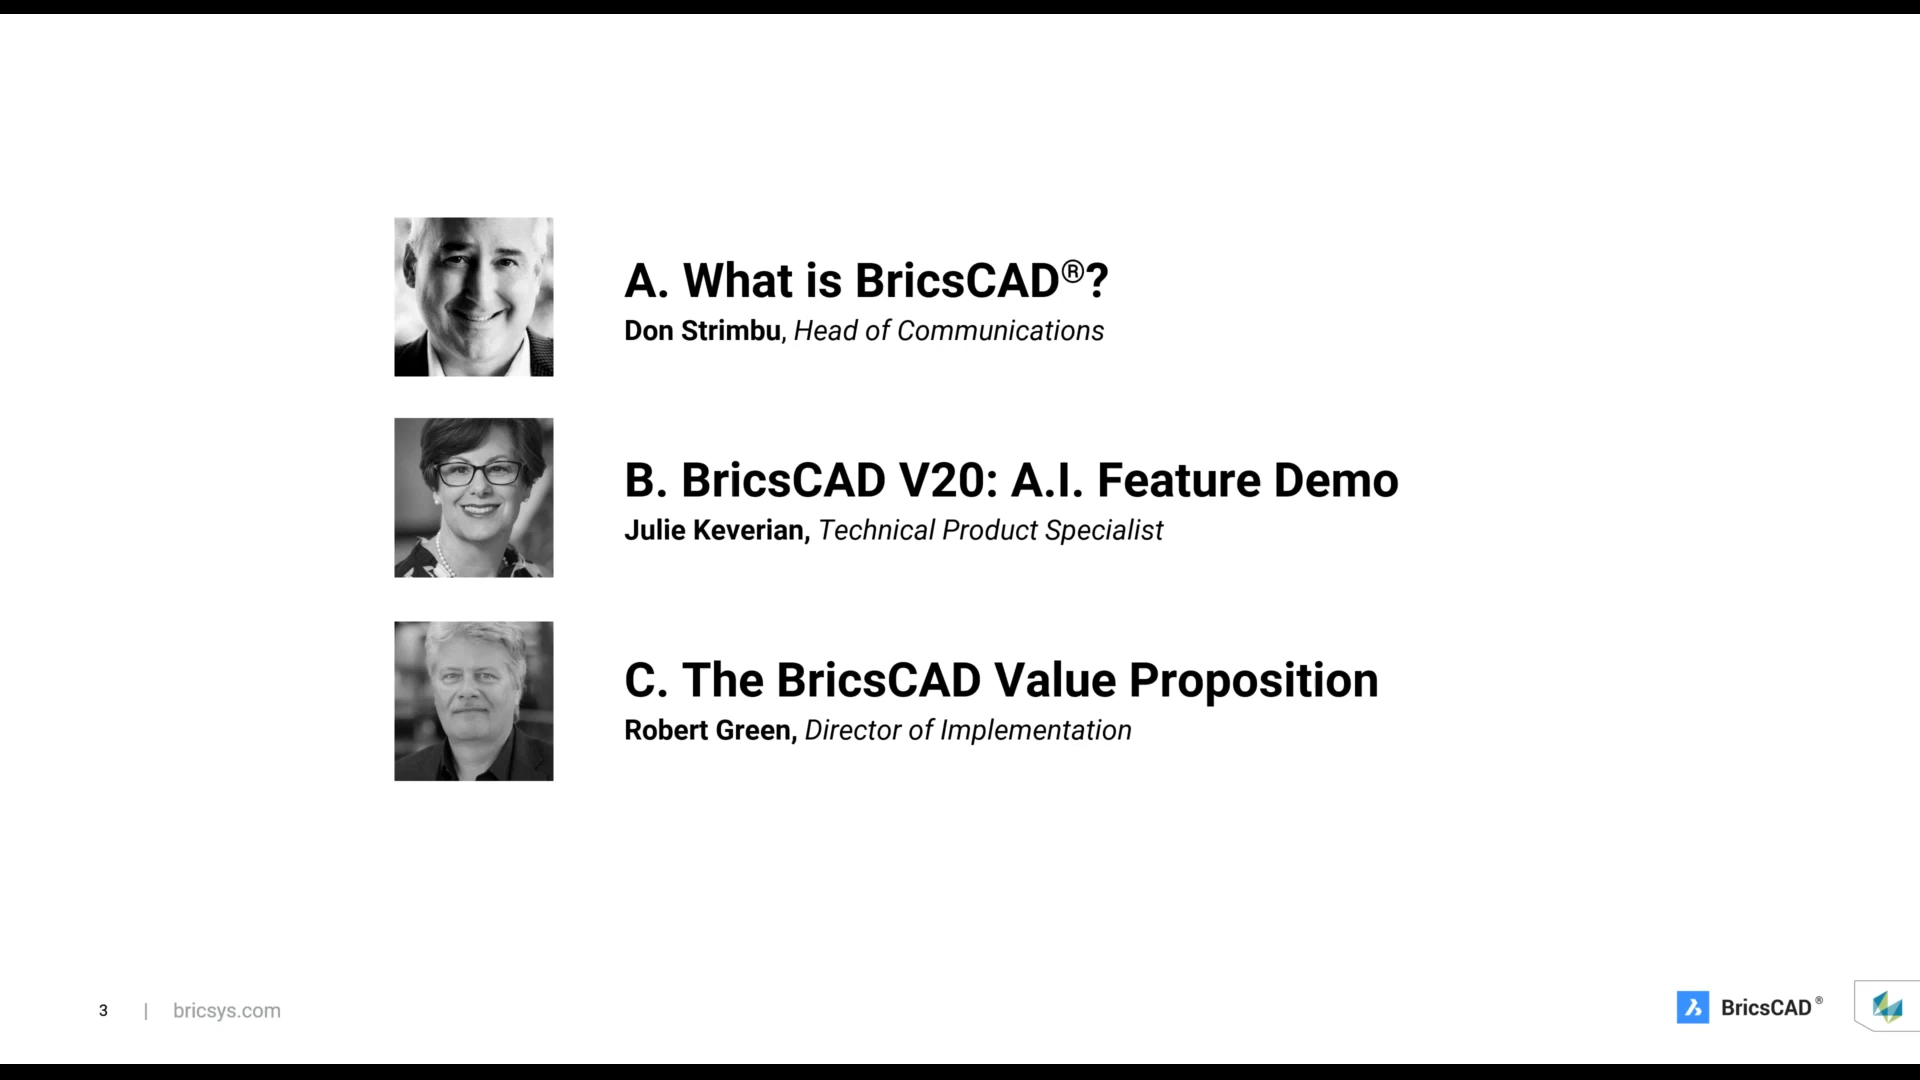 A. What is BricsCAD®?
Don Strimbu, Head of Communications
B. BricsCAD V20: A.I. Feature Demo
Julie Keverian, Technical Product Specialist
C. The BricsCAD Value Proposition
Robert Green, Director of Implementation
3 | bricsys.com
BricsCAD®